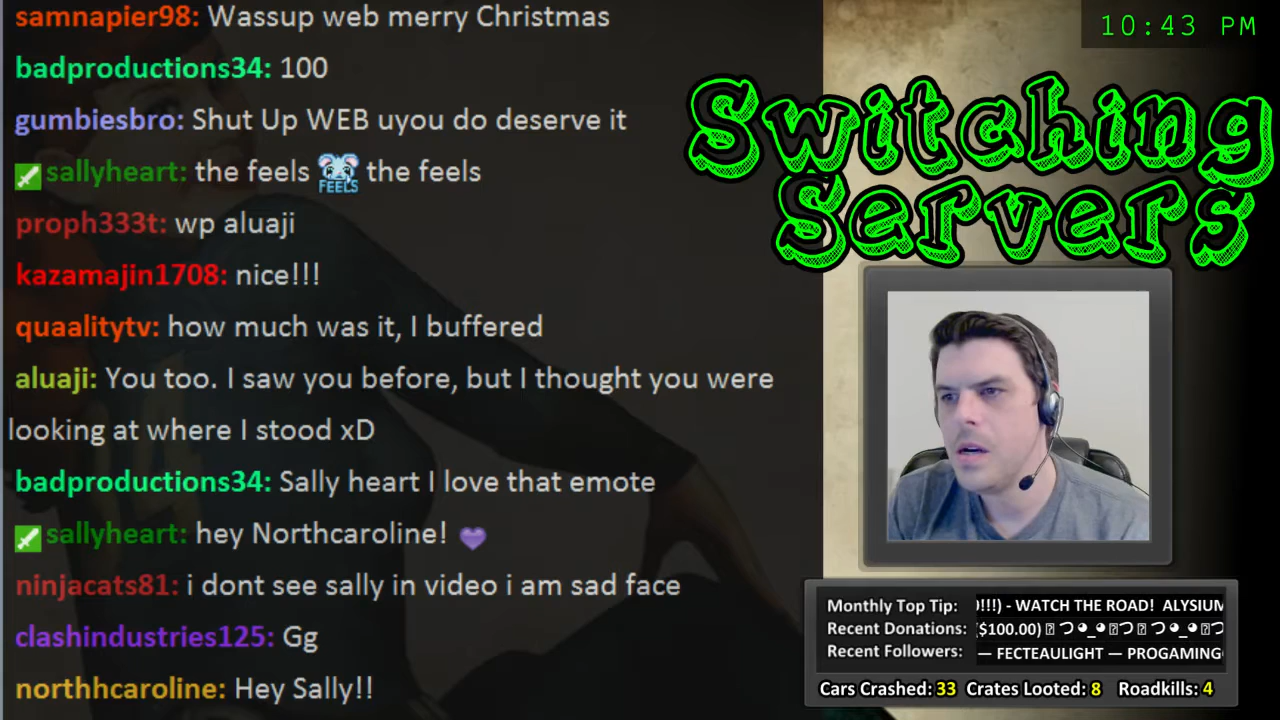 samnapier98: Wassup web merry Christmas
badproductions34: 100
gumbiesbro: Shut Up WEB uyou do deserve it
sallyheart: the feels FEELS the feels
proph333t: wp aluaji
kazamajin1708: nice!!!
quaalitytv: how much was it, I buffered
aluaji: You too. I saw you before, but I thought you were
looking at where I stood xD
badproductions34: Sally heart I love that emote
sallyheart: hey Northcaroline!
ninjacats81: i dont see sally in video i am sad face
clashindustries125: Gg
northhcaroline: Hey Sally!!
10:43 PM
Switching
Servers
Monthly Top Tip: !!!) - WATCH THE ROAD! ALYSIUM
Recent Donations: ($100.00) つ◕_◕つ つ◕_◕つ
Recent Followers: — FECTEAULIGHT — PROGAMING
Cars Crashed: 33 Crates Looted: 8 Roadkills: 4